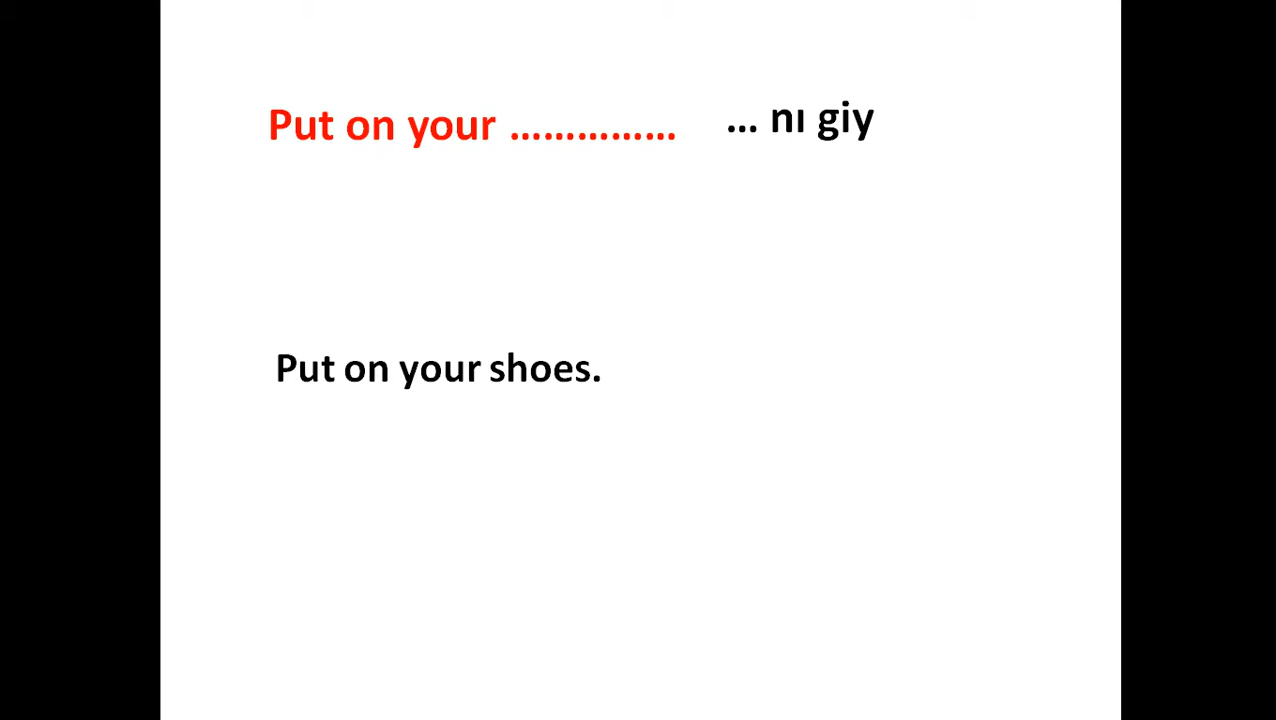 Put on your ...............
... nı giy
Put on your shoes.